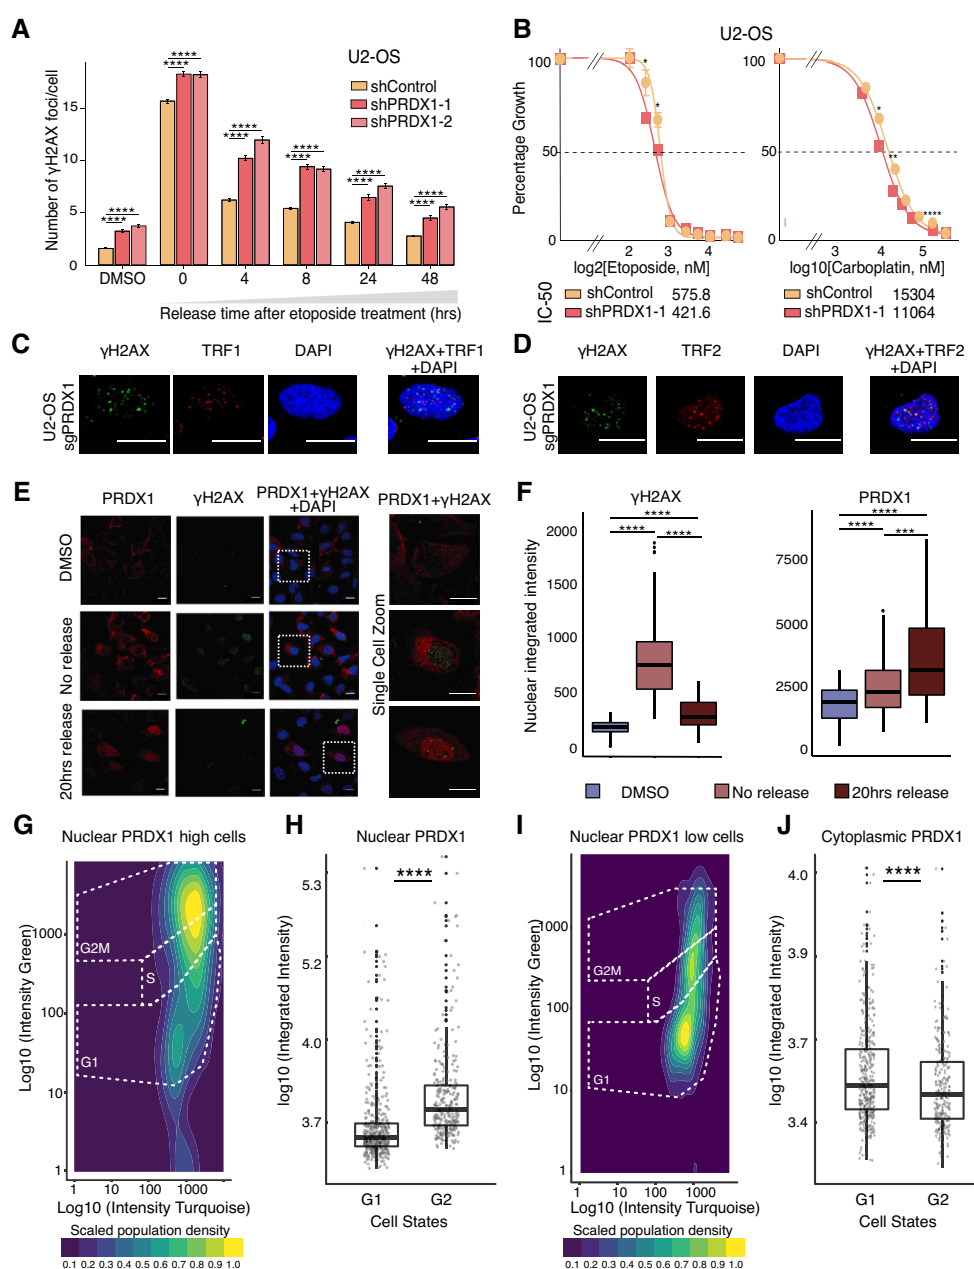 A
U2-OS
shControl
shPRDX1-1
shPRDX1-2
Number of γH2AX foci/cell
15
10
5
0
****
****
****
****
****
****
****
****
****
****
****
****
DMSO 0 4 8 24 48
Release time after etoposide treatment (hrs)
B
U2-OS
Percentage Growth
100
50
0
*
*
2 3 4
log2[Etoposide, nM]
100
50
0
*
**
****
3 4 5
log10[Carboplatin, nM]
IC-50
shControl 575.8
shPRDX1-1 421.6
shControl 15304
shPRDX1-1 11064
C
γH2AX TRF1 DAPI γH2AX+TRF1
+DAPI
U2-OS
sgPRDX1
D
γH2AX TRF2 DAPI γH2AX+TRF2
+DAPI
U2-OS
sgPRDX1
E
PRDX1 γH2AX PRDX1+γH2AX
+DAPI
PRDX1+γH2AX
DMSO
No release
20hrs release
Single Cell Zoom
F
γH2AX
Nuclear integrated intensity
2000
1500
1000
500
0
****
****
****
PRDX1
7500
5000
2500
0
****
****
***
DMSO
No release
20hrs release
G
Nuclear PRDX1 high cells
Log10 (Intensity Green)
1000
100
10
1
G2M
S
G1
1 10 100 1000
Log10 (Intensity Turquoise)
Scaled population density
0.1 0.2 0.3 0.4 0.5 0.6 0.7 0.8 0.9 1.0
H
Nuclear PRDX1
log10 (Integrated Intensity)
5.3
5.2
4.0
3.7
****
G1 G2
Cell States
I
Nuclear PRDX1 low cells
Log10 (Intensity Green)
1000
100
10
1
G2M
S
G1
1 10 100 1000
Log10 (Intensity Turquoise)
Scaled population density
0.1 0.2 0.3 0.4 0.5 0.6 0.7 0.8 0.9 1.0
J
Cytoplasmic PRDX1
log10 (Integrated Intensity)
4.0
3.9
3.7
3.4
****
G1 G2
Cell States